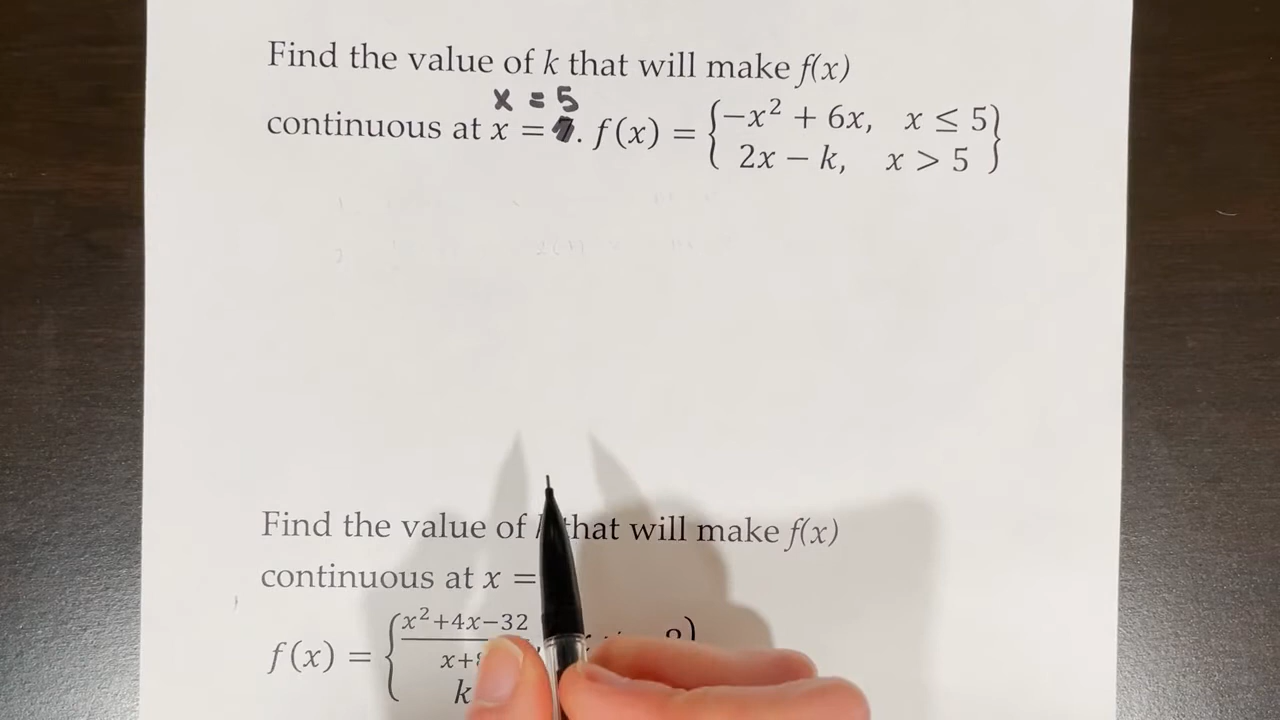 Find the value of k that will make f(x)
x = 5
continuous at x = . f(x) = {−x² + 6x, x ≤ 5}
2x − k, x > 5
Find the value of that will make f(x)
continuous at x =
x²+4x−32
f(x) = {
x+
k